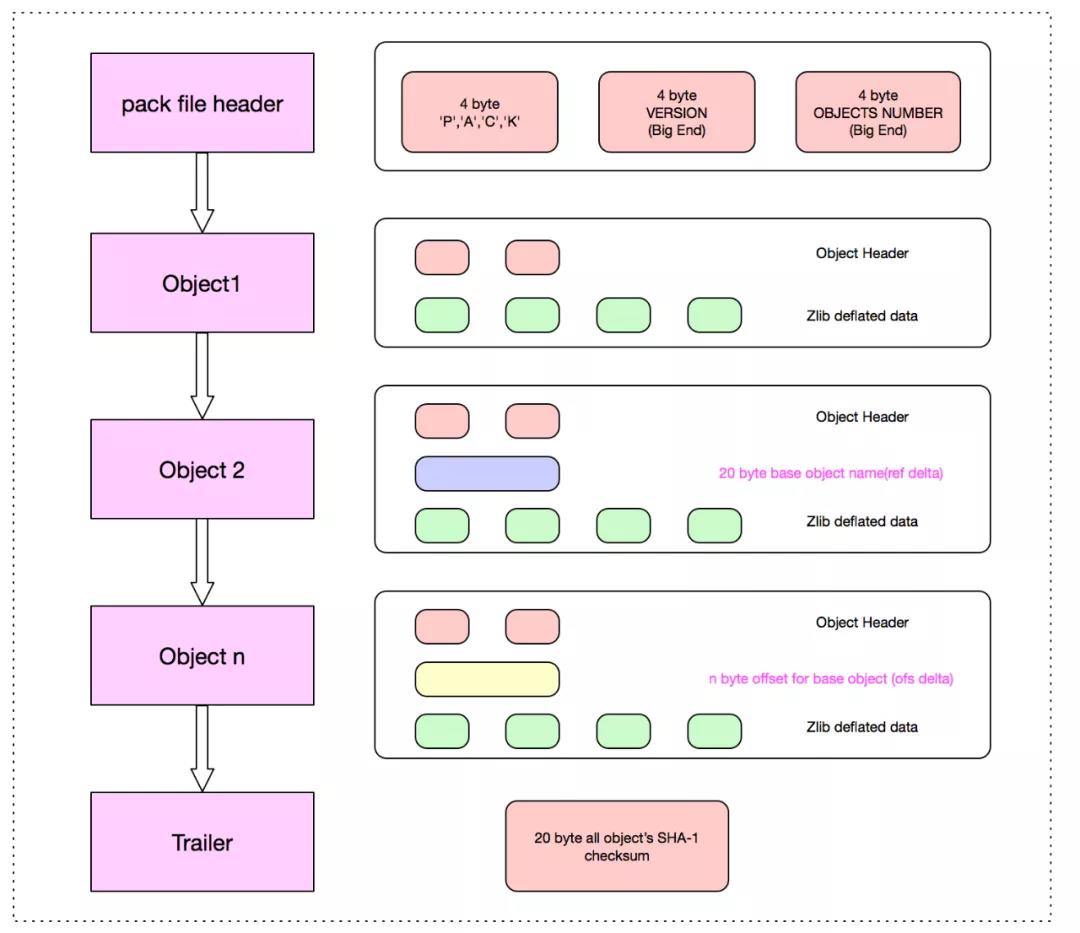 pack file header
4 byte
'P','A','C','K'
4 byte
VERSION
(Big End)
4 byte
OBJECTS NUMBER
(Big End)
Object1
Object Header
Zlib deflated data
Object 2
Object Header
20 byte base object name(ref delta)
Zlib deflated data
Object n
Object Header
n byte offset for base object (ofs delta)
Zlib deflated data
Trailer
20 byte all object's SHA-1
checksum